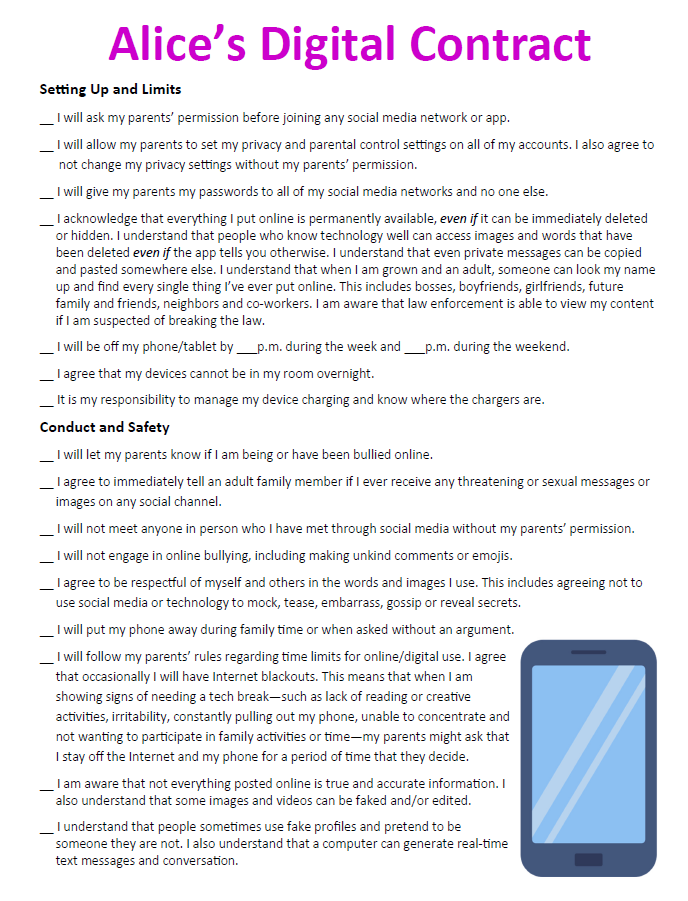 Alice’s Digital Contract
Setting Up and Limits
__ I will ask my parents’ permission before joining any social media network or app.
__ I will allow my parents to set my privacy and parental control settings on all of my accounts. I also agree to
not change my privacy settings without my parents’ permission.
__ I will give my parents my passwords to all of my social media networks and no one else.
__ I acknowledge that everything I put online is permanently available, even if it can be immediately deleted
or hidden. I understand that people who know technology well can access images and words that have
been deleted even if the app tells you otherwise. I understand that even private messages can be copied
and pasted somewhere else. I understand that when I am grown and an adult, someone can look my name
up and find every single thing I’ve ever put online. This includes bosses, boyfriends, girlfriends, future
family and friends, neighbors and co-workers. I am aware that law enforcement is able to view my content
if I am suspected of breaking the law.
__ I will be off my phone/tablet by ___p.m. during the week and ___p.m. during the weekend.
__ I agree that my devices cannot be in my room overnight.
__ It is my responsibility to manage my device charging and know where the chargers are.
Conduct and Safety
__ I will let my parents know if I am being or have been bullied online.
__ I agree to immediately tell an adult family member if I ever receive any threatening or sexual messages or
images on any social channel.
__ I will not meet anyone in person who I have met through social media without my parents’ permission.
__ I will not engage in online bullying, including making unkind comments or emojis.
__ I agree to be respectful of myself and others in the words and images I use. This includes agreeing not to
use social media or technology to mock, tease, embarrass, gossip or reveal secrets.
__ I will put my phone away during family time or when asked without an argument.
__ I will follow my parents’ rules regarding time limits for online/digital use. I agree
that occasionally I will have Internet blackouts. This means that when I am
showing signs of needing a tech break—such as lack of reading or creative
activities, irritability, constantly pulling out my phone, unable to concentrate and
not wanting to participate in family activities or time—my parents might ask that
I stay off the Internet and my phone for a period of time that they decide.
__ I am aware that not everything posted online is true and accurate information. I
also understand that some images and videos can be faked and/or edited.
__ I understand that people sometimes use fake profiles and pretend to be
someone they are not. I also understand that a computer can generate real-time
text messages and conversation.